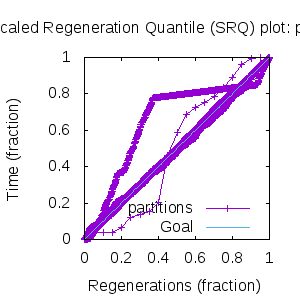 caled Regeneration Quantile (SRQ) plot: p
1
0.8
0.6
0.4
0.2
0
0
0.2
0.4
0.6
0.8
1
Time (fraction)
partitions
Goal
Regenerations (fraction)